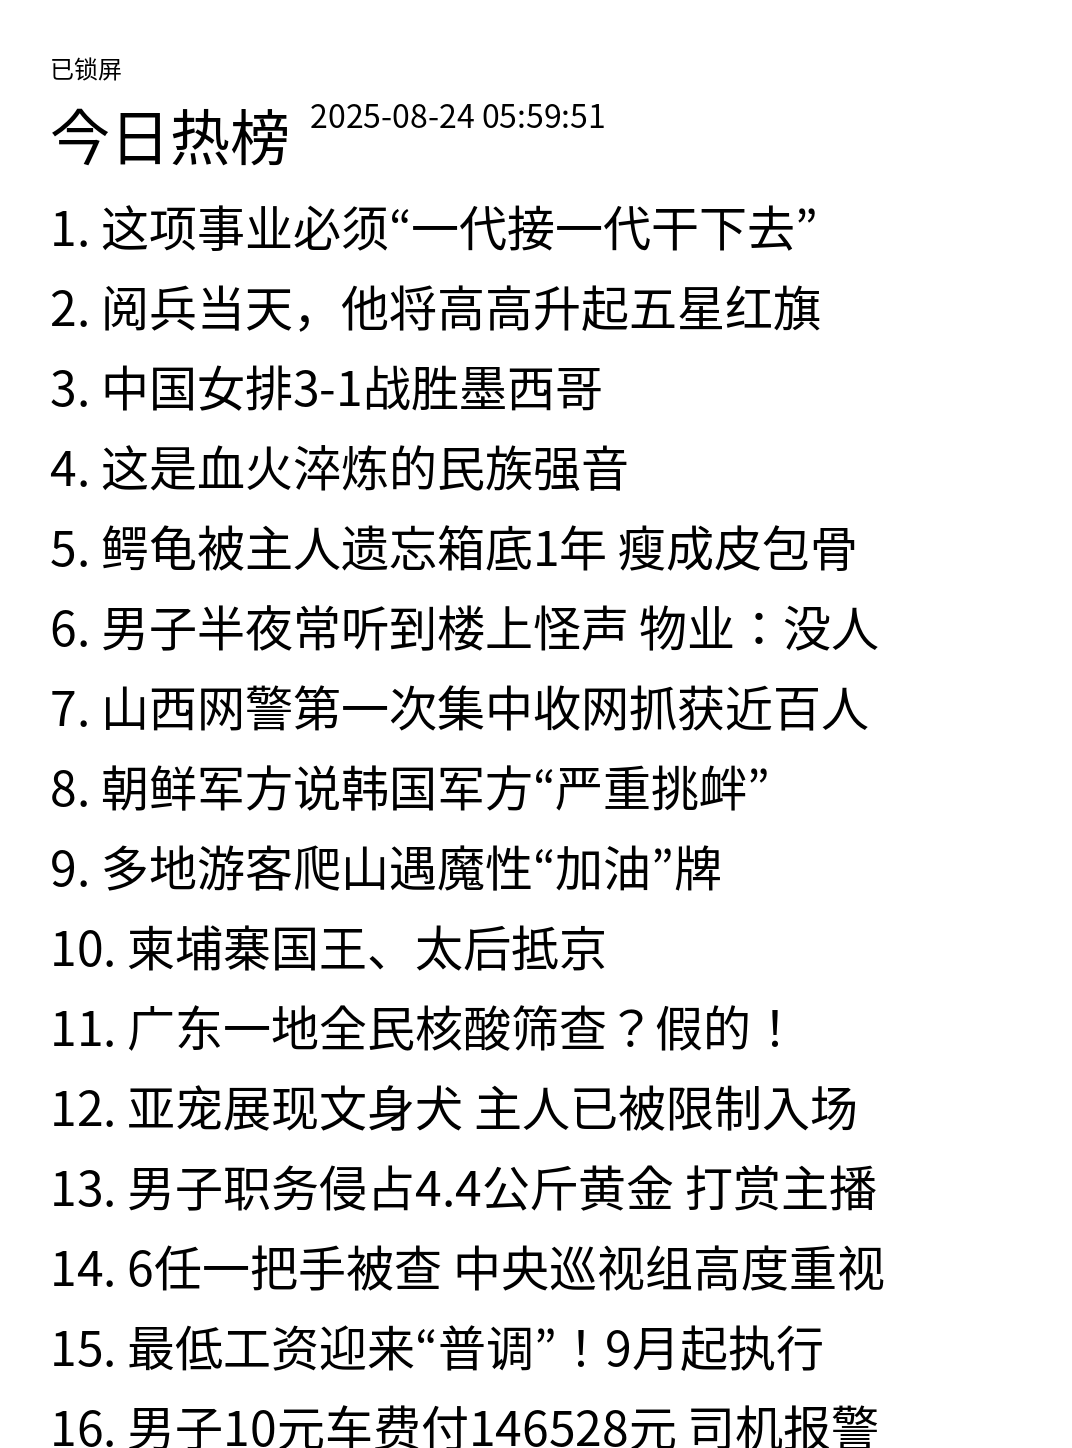 已锁屏
今日热榜 2025-08-24 05:59:51
1. 这项事业必须“一代接一代干下去”
2. 阅兵当天，他将高高升起五星红旗
3. 中国女排3-1战胜墨西哥
4. 这是血火淬炼的民族强音
5. 鳄龟被主人遗忘箱底1年 瘦成皮包骨
6. 男子半夜常听到楼上怪声 物业：没人
7. 山西网警第一次集中收网抓获近百人
8. 朝鲜军方说韩国军方“严重挑衅”
9. 多地游客爬山遇魔性“加油”牌
10. 柬埔寨国王、太后抵京
11. 广东一地全民核酸筛查？假的！
12. 亚宠展现文身犬 主人已被限制入场
13. 男子职务侵占4.4公斤黄金 打赏主播
14. 6任一把手被查 中央巡视组高度重视
15. 最低工资迎来“普调”！9月起执行
16. 男子10元车费付146528元 司机报警